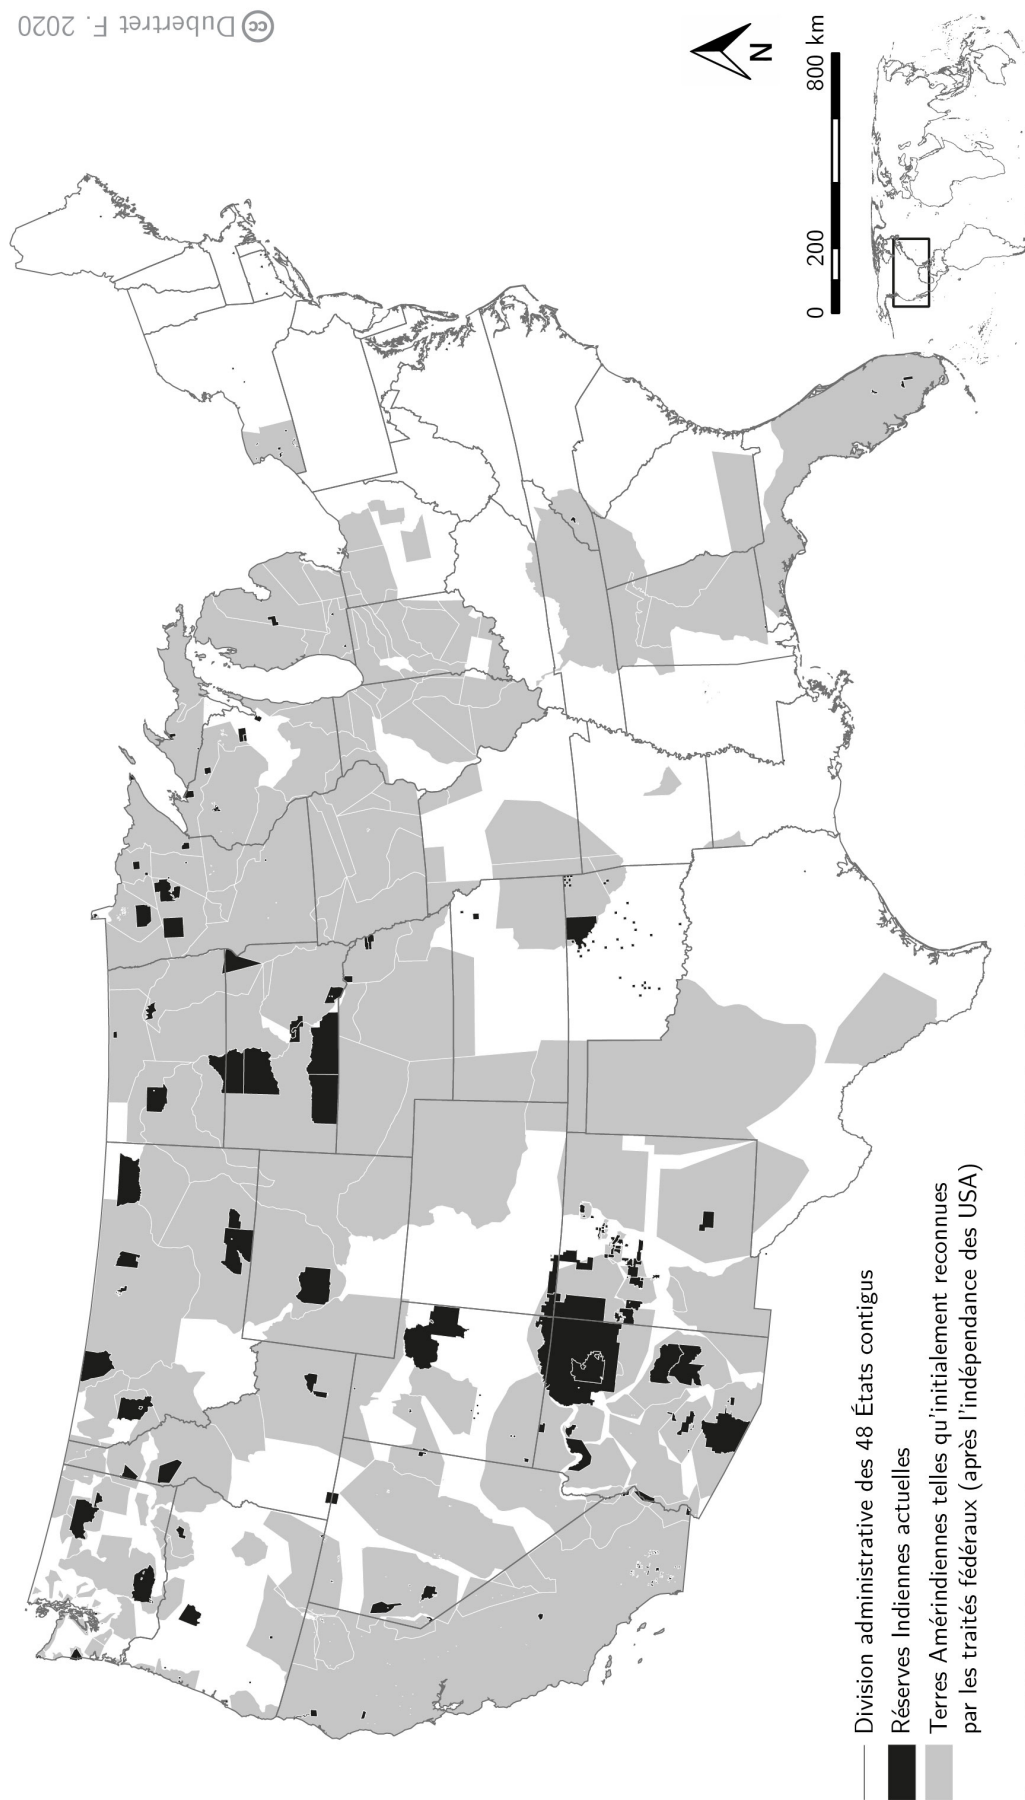 cc Dubertret F. 2020
N
0 200 800 km
Division administrative des 48 États contigus
Réserves Indiennes actuelles
Terres Amérindiennes telles qu'initialement reconnues
par les traités fédéraux (après l'indépendance des USA)